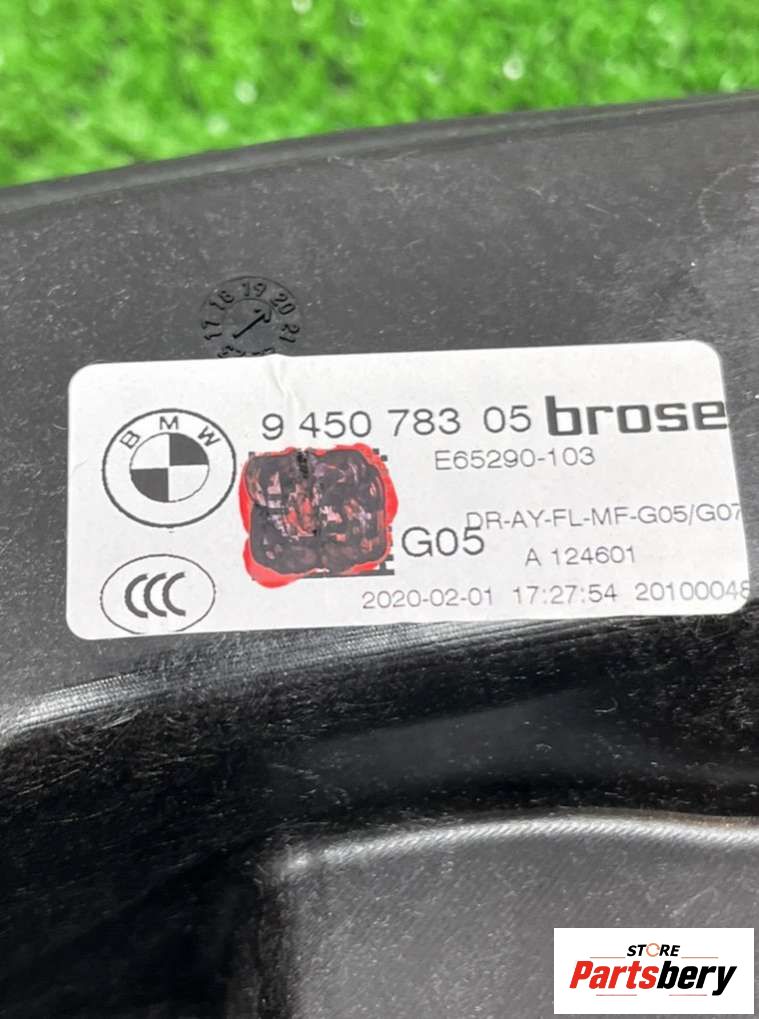 17 18 19 20 21
BMW
9 450 783 05 brose
E65290-103
DR-AY-FL-MF-G05/G07
G05
A 124601
CCC
2020-02-01 17:27:54 20100048
STORE
Partsbery